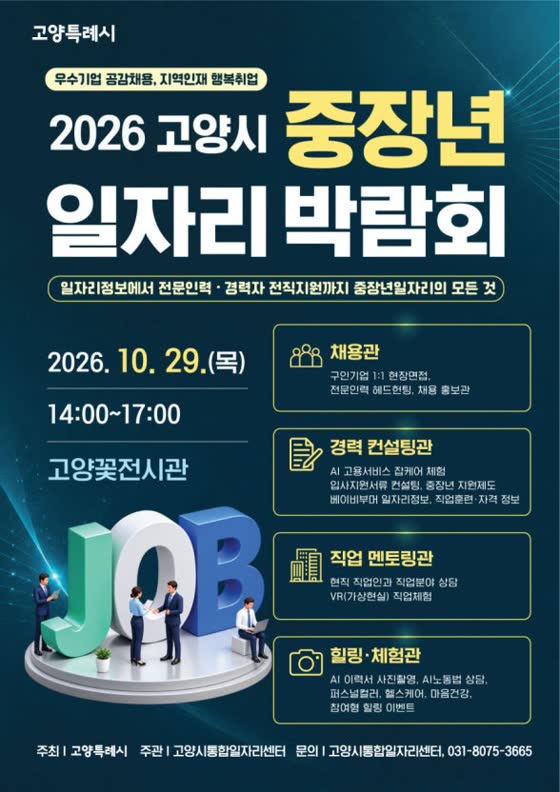 고양특례시
우수기업 공감채용, 지역인재 행복취업
2026 고양시 중장년
일자리 박람회
일자리정보에서 전문인력 · 경력자 전직지원까지 중장년일자리의 모든 것
2026. 10. 29.(목)
14:00~17:00
고양꽃전시관
JOB
채용관
구인기업 1:1 현장면접,
전문인력 헤드헌팅, 채용 홍보관
경력 컨설팅관
AI 고용서비스 잡케어 체험
입사지원서류 컨설팅, 중장년 지원제도
베이비부머 일자리정보, 직업훈련·자격 정보
직업 멘토링관
현직 직업인과 직업분야 상담
VR(가상현실) 직업체험
힐링·체험관
AI 이력서 사진촬영, AI노동법 상담,
퍼스널컬러, 헬스케어, 마음건강,
참여형 힐링 이벤트
주최 | 고양특례시 주관 | 고양시통합일자리센터 문의 | 고양시통합일자리센터, 031-8075-3665